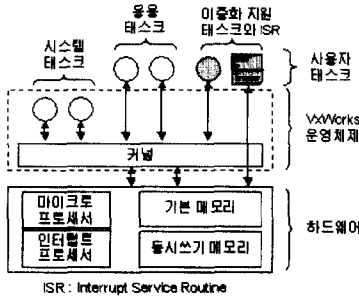 응용
태스크
이중화 지원
태스크와 ISR
시스템
태스크
사용자
태스크
VxWorks
운영체제
커널
마이크로
프로세서
기본 메모리
인터럽트
프로세서
동시쓰기 메모리
하드웨어
ISR : Interrupt Service Routine